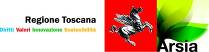 Regione Toscana
Diritti Valori Innovazione Sostenibilità
Arsia